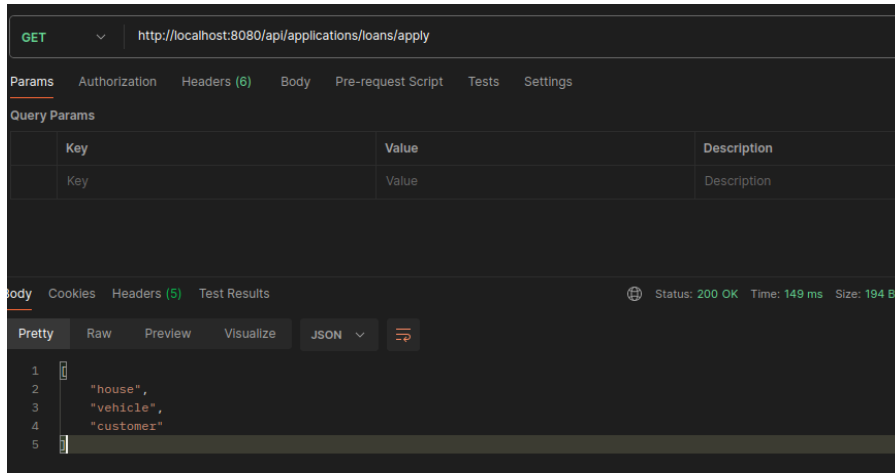 GET http://localhost:8080/api/applications/loans/apply
Params Authorization Headers (6) Body Pre-request Script Tests Settings
Query Params
Key Value Description
Key Value Description
Body Cookies Headers (5) Test Results Status: 200 OK Time: 149 ms Size: 194 B
Pretty Raw Preview Visualize JSON
1 [
2 "house",
3 "vehicle",
4 "customer"
5 ]